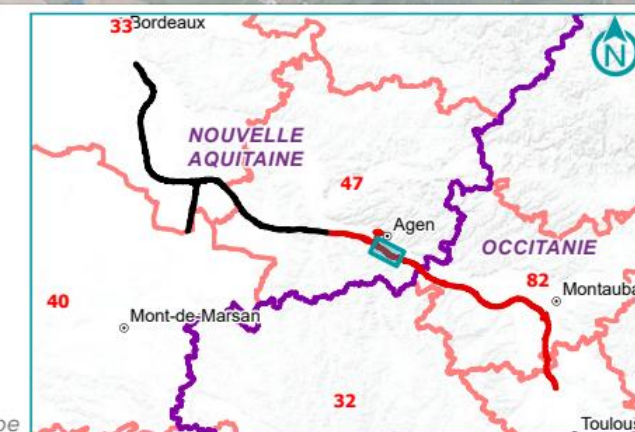 33
Bordeaux
N
NOUVELLE
AQUITAINE
47
Agen
OCCITANIE
82
Montauba
40
Mont-de-Marsan
32
Toulous